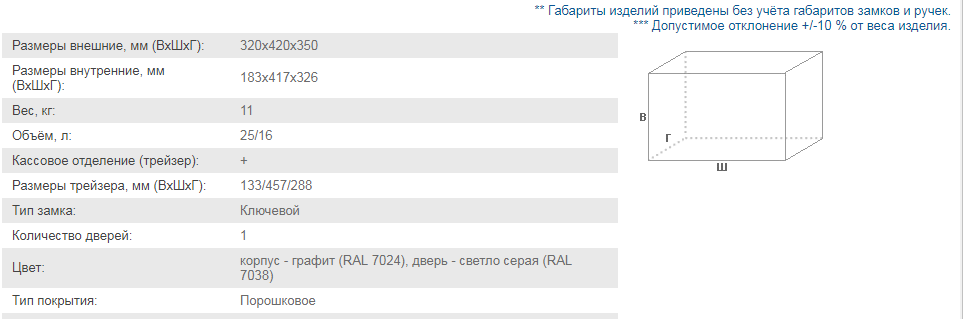 ** Габариты изделий приведены без учёта габаритов замков и ручек.
*** Допустимое отклонение +/-10 % от веса изделия.
Размеры внешние, мм (ВхШхГ): 320x420x350
Размеры внутренние, мм
(ВхШхГ): 183x417x326
Вес, кг: 11
Объём, л: 25/16
Кассовое отделение (трейзер): +
Размеры трейзера, мм (ВхШхГ): 133/457/288
Тип замка: Ключевой
Количество дверей: 1
Цвет: корпус - графит (RAL 7024), дверь - светло серая (RAL
7038)
Тип покрытия: Порошковое
В
Г
Ш